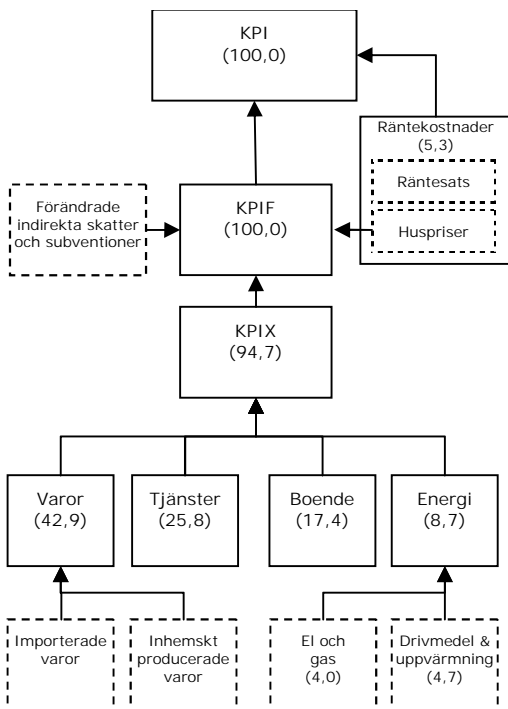 KPI
(100,0)
Räntekostnader
(5,3)
Räntesats
Huspriser
Förändrade
indirekta skatter
och subventioner
KPIF
(100,0)
KPIX
(94,7)
Varor
(42,9)
Tjänster
(25,8)
Boende
(17,4)
Energi
(8,7)
Importerade
varor
Inhemskt
producerade
varor
El och
gas
(4,0)
Drivmedel &
uppvärmning
(4,7)